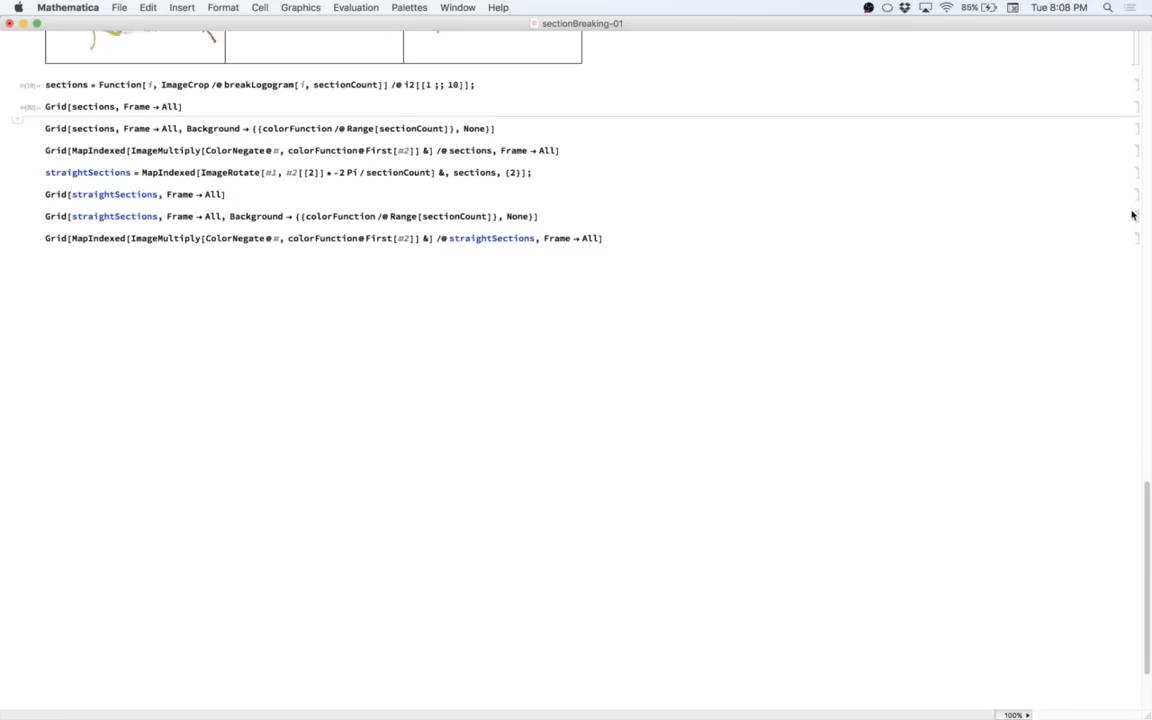 Mathematica File Edit Insert Format Cell Graphics Evaluation Palettes Window Help 85% Tue 8:08 PM
sectionBreaking-01
In[19]:= sections = Function[i, ImageCrop /@ breakLogogram[i, sectionCount]] /@ i2[[1 ;; 10]];
In[20]:= Grid[sections, Frame → All]
Grid[sections, Frame → All, Background → {{colorFunction /@ Range[sectionCount]}, None}]
Grid[MapIndexed[ImageMultiply[ColorNegate@#, colorFunction@First[#2]] &] /@ sections, Frame → All]
straightSections = MapIndexed[ImageRotate[#1, #2[[2]] * -2 Pi / sectionCount] &, sections, {2}];
Grid[straightSections, Frame → All]
Grid[straightSections, Frame → All, Background → {{colorFunction /@ Range[sectionCount]}, None}]
Grid[MapIndexed[ImageMultiply[ColorNegate@#, colorFunction@First[#2]] &] /@ straightSections, Frame → All]
100%